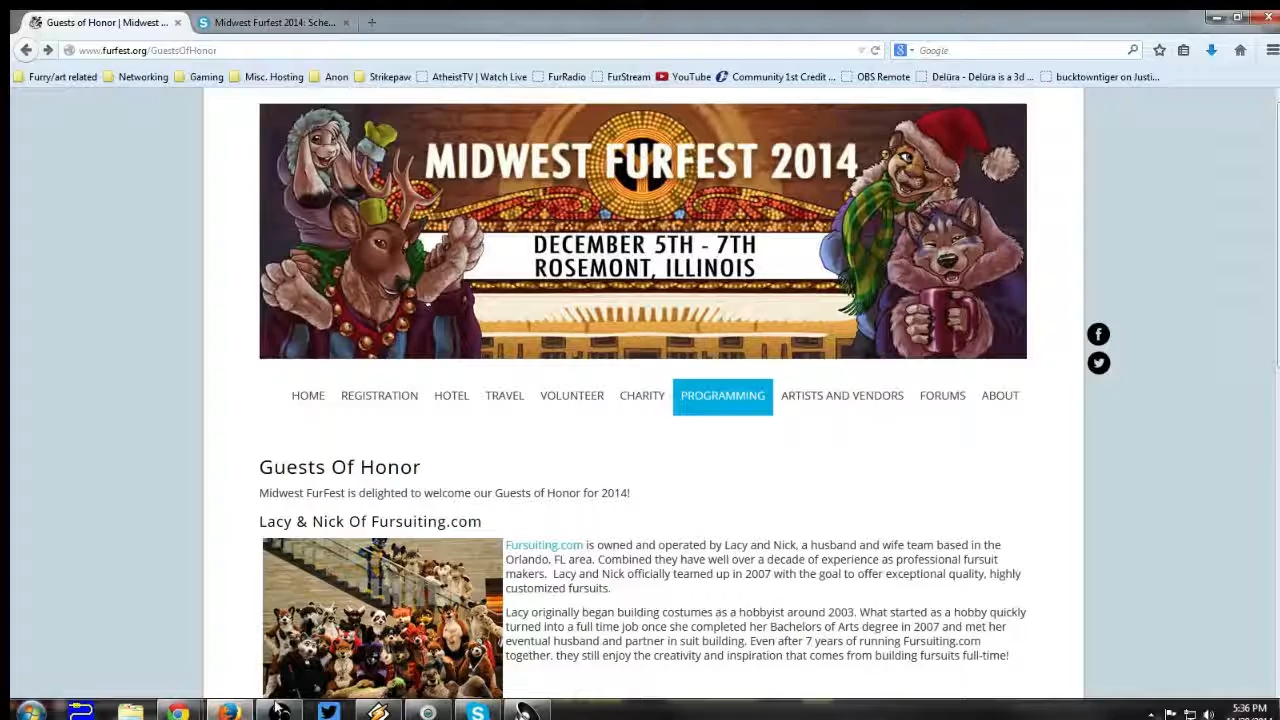 Guests of Honor | Midwest ...
Midwest Furfest 2014: Sche...
www.furfest.org/GuestsOfHonor
Google
Furry/art related Networking Gaming Misc. Hosting Anon Strikepaw AtheistTV | Watch Live FurRadio FurStream YouTube Community 1st Credit ... OBS Remote Delüra - Delüra is a 3d ... bucktowntiger on Justi...
MIDWEST FURFEST 2014
DECEMBER 5TH - 7TH
ROSEMONT, ILLINOIS
HOME REGISTRATION HOTEL TRAVEL VOLUNTEER CHARITY PROGRAMMING ARTISTS AND VENDORS FORUMS ABOUT
Guests Of Honor
Midwest FurFest is delighted to welcome our Guests of Honor for 2014!
Lacy & Nick Of Fursuiting.com
Fursuiting.com is owned and operated by Lacy and Nick, a husband and wife team based in the
Orlando, FL area. Combined they have well over a decade of experience as professional fursuit
makers. Lacy and Nick officially teamed up in 2007 with the goal to offer exceptional quality, highly
customized fursuits.
Lacy originally began building costumes as a hobbyist around 2003. What started as a hobby quickly
turned into a full time job once she completed her Bachelors of Arts degree in 2007 and met her
eventual husband and partner in suit building. Even after 7 years of running Fursuiting.com
together, they still enjoy the creativity and inspiration that comes from building fursuits full-time!
5:36 PM